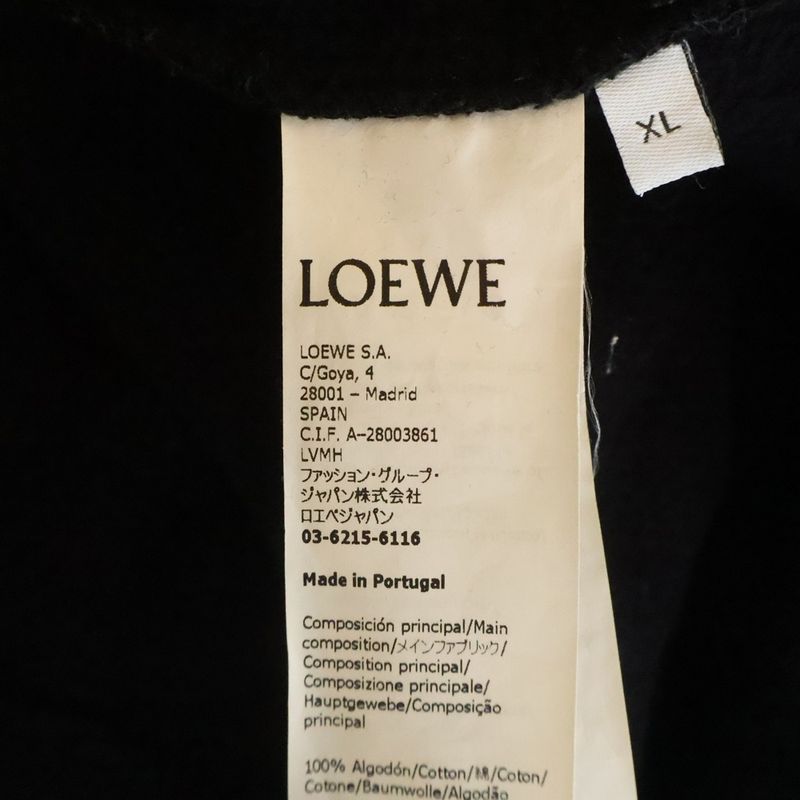 XL
LOEWE
LOEWE S.A.
C/Goya, 4
28001 – Madrid
SPAIN
C.I.F. A-28003861
LVMH
ファッション・グループ・
ジャパン株式会社
ロエベジャパン
03-6215-6116
Made in Portugal
Composición principal/Main
composition/メインファブリック/
Composition principal/
Composizione principale/
Hauptgewebe/Composição
principal
100% Algodón/Cotton/綿/Coton/
Cotone/Baumwolle/Algodão